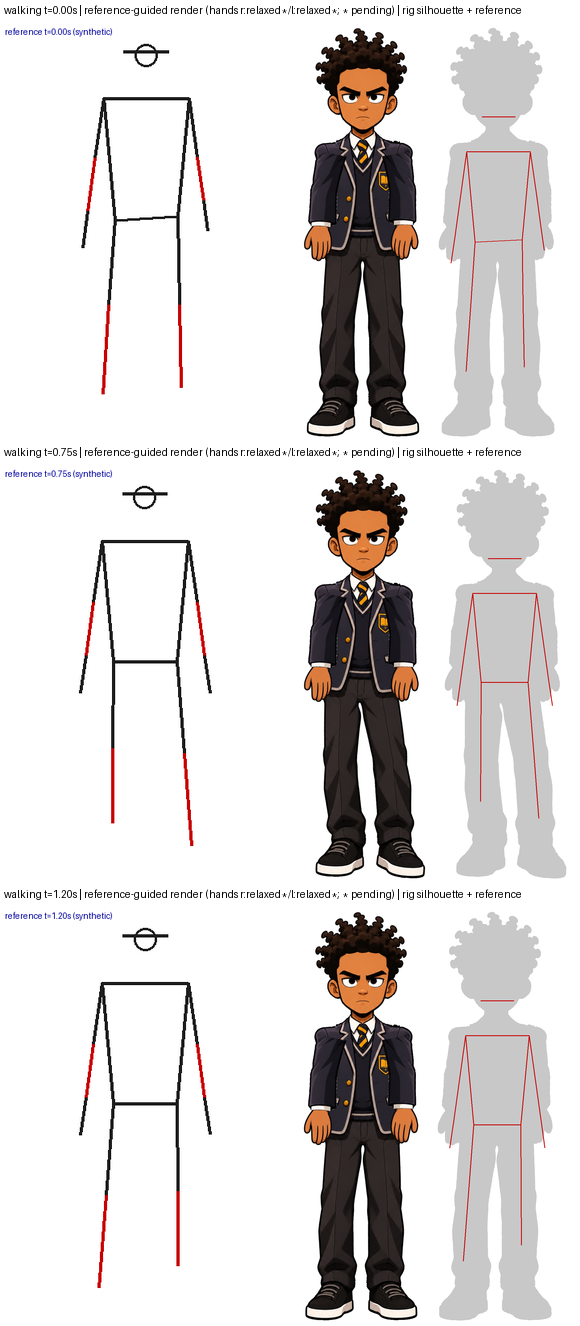 walking t=0.00s | reference-guided render (hands r:relaxed*/l:relaxed*; * pending) | rig silhouette + reference
reference t=0.00s (synthetic)
walking t=0.75s | reference-guided render (hands r:relaxed*/l:relaxed*; * pending) | rig silhouette + reference
reference t=0.75s (synthetic)
walking t=1.20s | reference-guided render (hands r:relaxed*/l:relaxed*; * pending) | rig silhouette + reference
reference t=1.20s (synthetic)